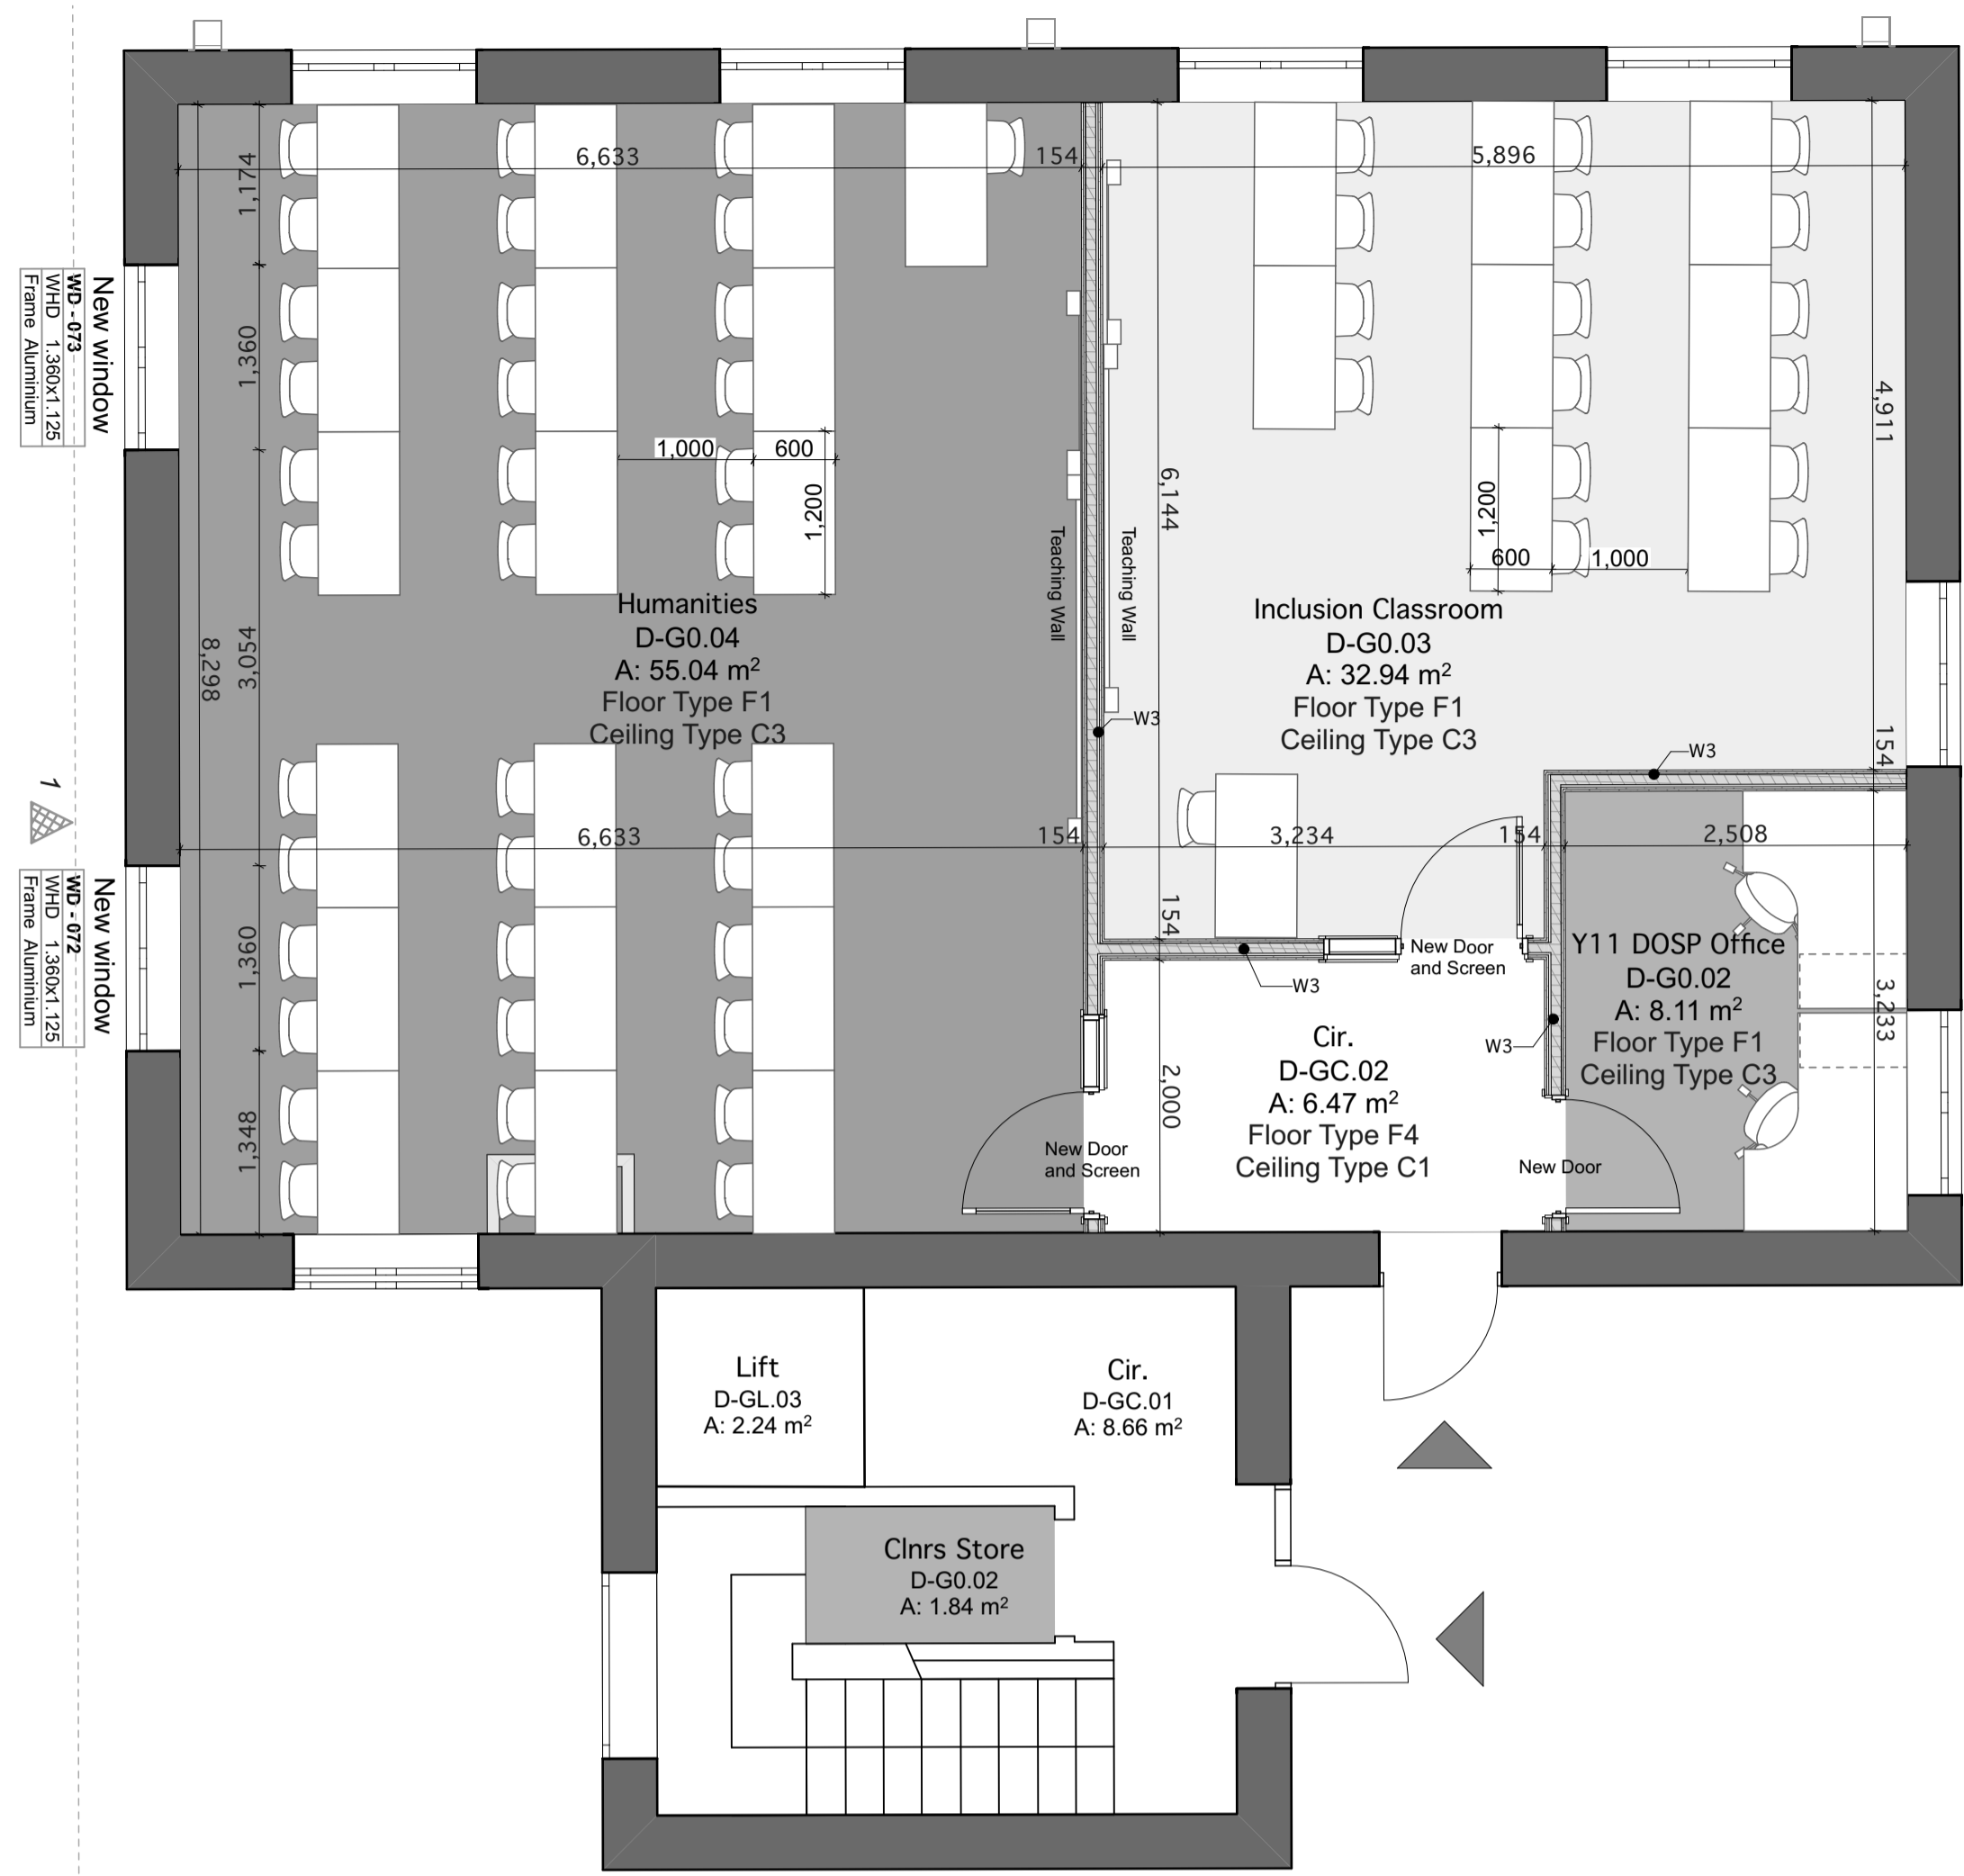 6,633
154
5,896
1,174
1,360
3,054
1,360
1,348
8,298
New window
WD - 073
WHD 1.360x1.125
Frame Aluminium
1
New window
WD - 072
WHD 1.360x1.125
Frame Aluminium
1,000
600
1,200
Teaching Wall
Teaching Wall
6,144
4,911
1,200
600
1,000
Humanities
D-G0.04
A: 55.04 m²
Floor Type F1
Ceiling Type C3
Inclusion Classroom
D-G0.03
A: 32.94 m²
Floor Type F1
Ceiling Type C3
W3
W3
154
6,633
154
3,234
154
2,508
154
New Door
and Screen
W3
Y11 DOSP Office
D-G0.02
A: 8.11 m²
Floor Type F1
Ceiling Type C3
3,233
W3
Cir.
D-GC.02
A: 6.47 m²
Floor Type F4
Ceiling Type C1
2,000
New Door
and Screen
New Door
Lift
D-GL.03
A: 2.24 m²
Cir.
D-GC.01
A: 8.66 m²
Clnrs Store
D-G0.02
A: 1.84 m²